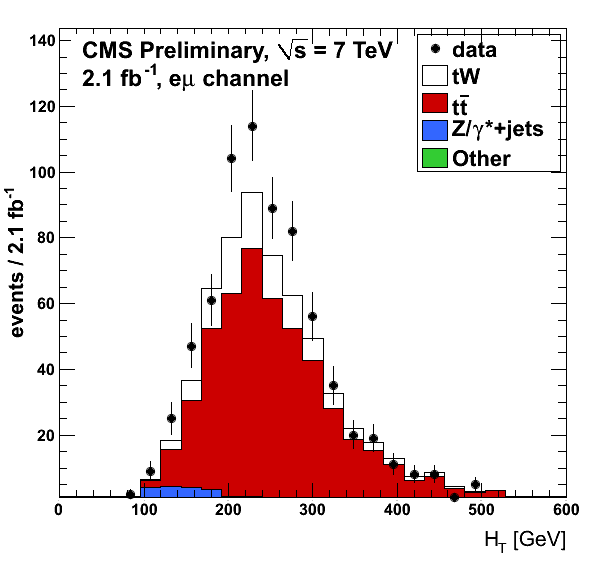 CMS Preliminary, √s = 7 TeV
2.1 fb⁻¹, eμ channel
data
tW
tt̄
Z/γ*+jets
Other
events / 2.1 fb⁻¹
140
120
100
80
60
40
20
0 100 200 300 400 500 600
H_T [GeV]